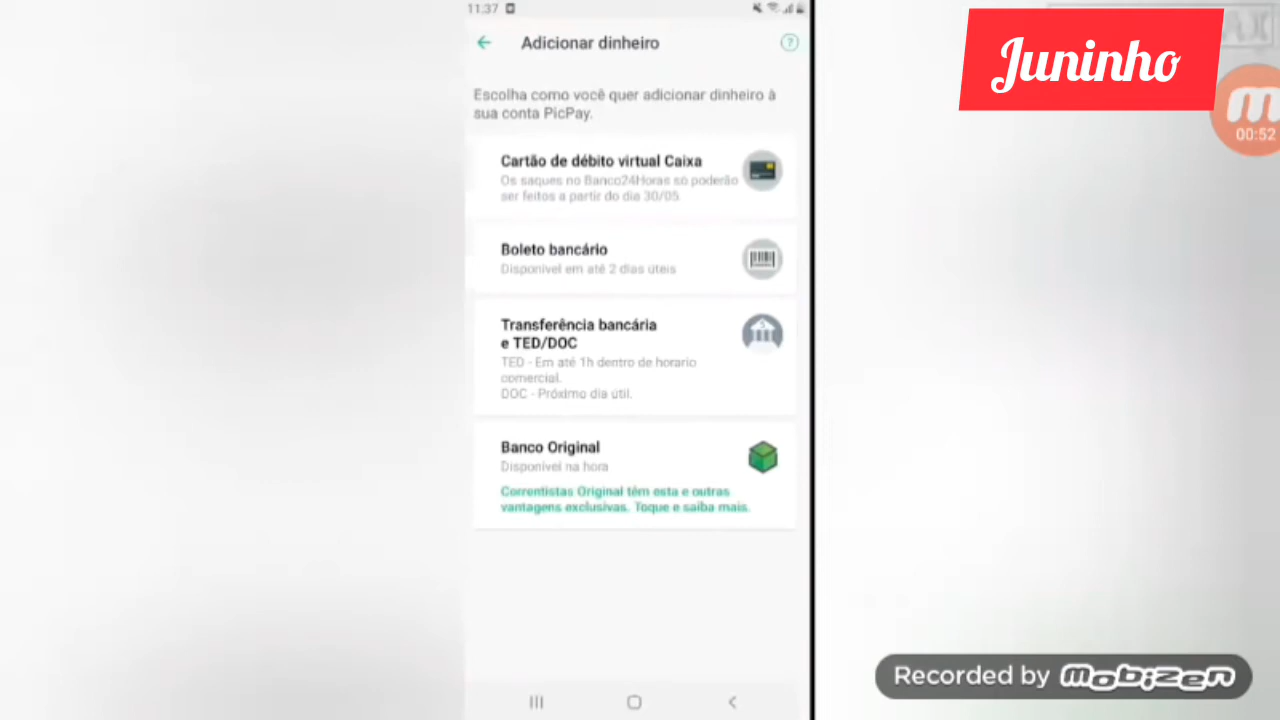 11:37
Adicionar dinheiro
?
Escolha como você quer adicionar dinheiro à
sua conta PicPay.
Cartão de débito virtual Caixa
Os saques no Banco24Horas só poderão
ser feitos a partir do dia 30/05
Boleto bancário
Disponível em até 2 dias úteis
Transferência bancária
e TED/DOC
TED - Em até 1h dentro de horario
comercial.
DOC - Próximo dia útil.
Banco Original
Disponível na hora
Correntistas Original têm esta e outras
vantagens exclusivas. Toque e saiba mais.
Juninho
m
00:52
Recorded by mobizen